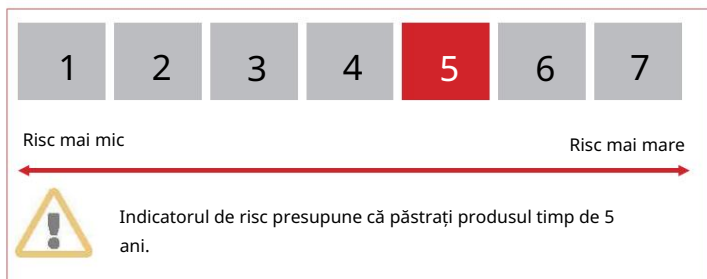 1 2 3 4 5 6 7
Risc mai mic Risc mai mare
Indicatorul de risc presupune că păstrați produsul timp de 5
ani.